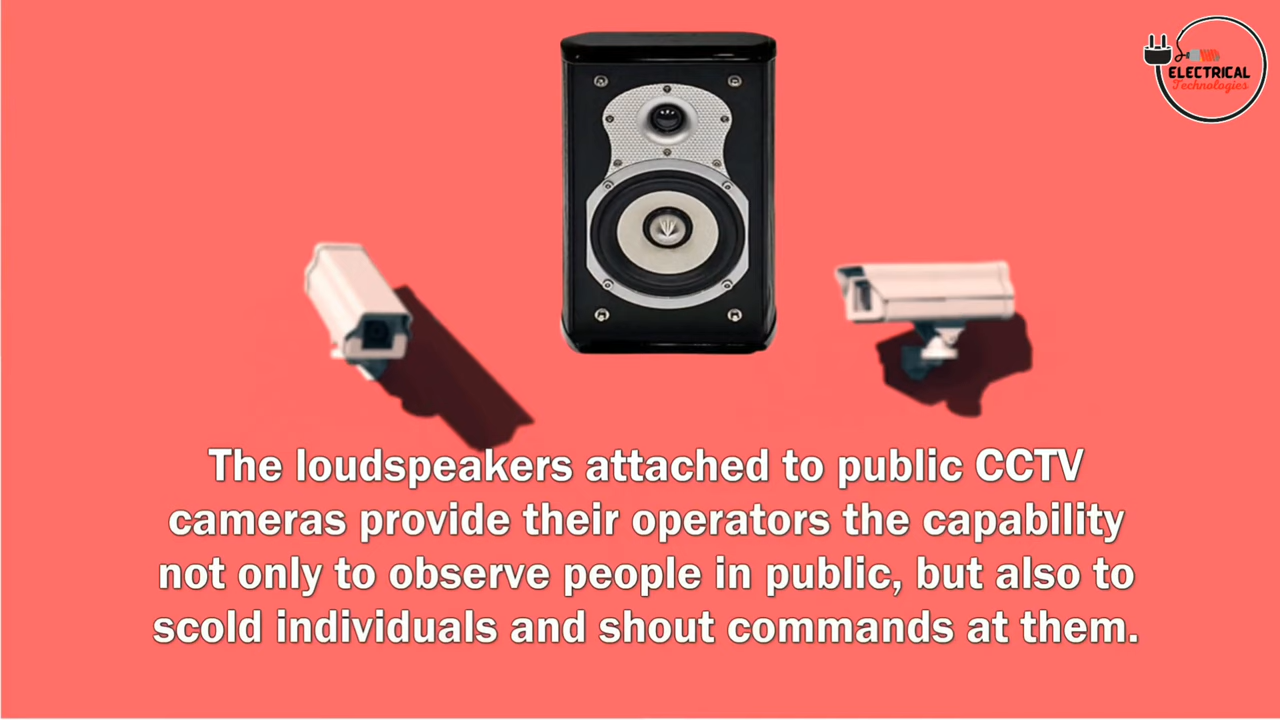 ELECTRICAL
Technologies
The loudspeakers attached to public CCTV
cameras provide their operators the capability
not only to observe people in public, but also to
scold individuals and shout commands at them.